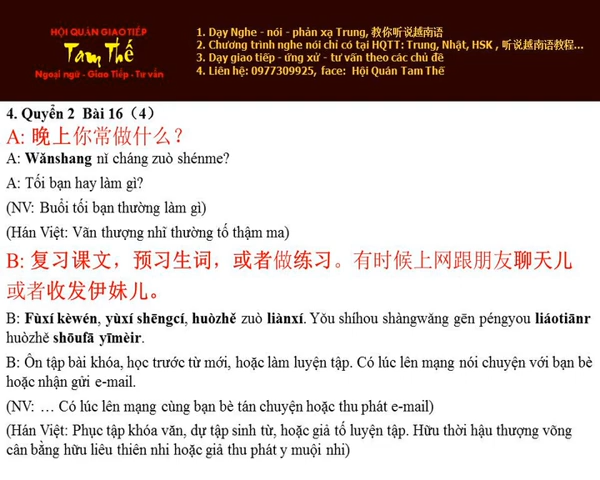 HỘI QUÁN GIAO TIẾP
Tam Thế
Ngoại ngữ - Giao Tiếp - Tư vấn
1. Dạy Nghe - nói - phản xạ Trung, 教你听说越南语
2. Chương trình nghe nói chỉ có tại HQTT: Trung, Nhật, HSK , 听说越南语教程...
3. Dạy giao tiếp - ứng xử - tư vấn theo các chủ đề
4. Liên hệ: 0977309925, face: Hội Quán Tam Thế
4. Quyển 2 Bài 16（4）
A: 晚上你常做什么？
A: Wǎnshang nǐ cháng zuò shénme?
A: Tối bạn hay làm gì?
(NV: Buổi tối bạn thường làm gì)
(Hán Việt: Vãn thượng nhĩ thường tố thậm ma)
B: 复习课文，预习生词，或者做练习。有时候上网跟朋友聊天儿
或者收发伊妹儿。
B: Fùxí kèwén, yùxí shēngcí, huòzhě zuò liànxí. Yǒu shíhou shàngwǎng gēn péngyou liáotiānr
huòzhě shōufā yīmèir.
B: Ôn tập bài khóa, học trước từ mới, hoặc làm luyện tập. Có lúc lên mạng nói chuyện với bạn bè
hoặc nhận gửi e-mail.
(NV: … Có lúc lên mạng cùng bạn bè tán chuyện hoặc thu phát e-mail)
(Hán Việt: Phục tập khóa văn, dự tập sinh từ, hoặc giả tố luyện tập. Hữu thời hậu thượng võng
cân bằng hữu liêu thiên nhi hoặc giả thu phát y muội nhi)